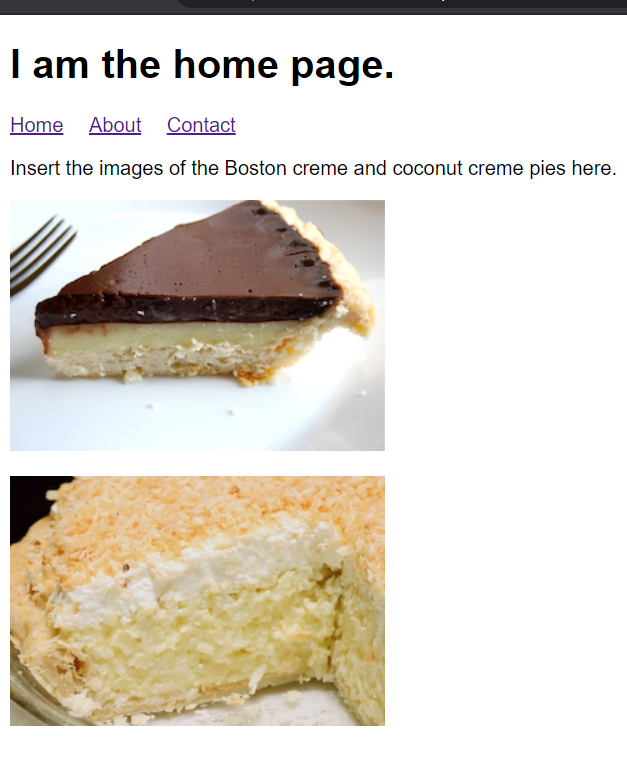 I am the home page.
Home About Contact
Insert the images of the Boston creme and coconut creme pies here.